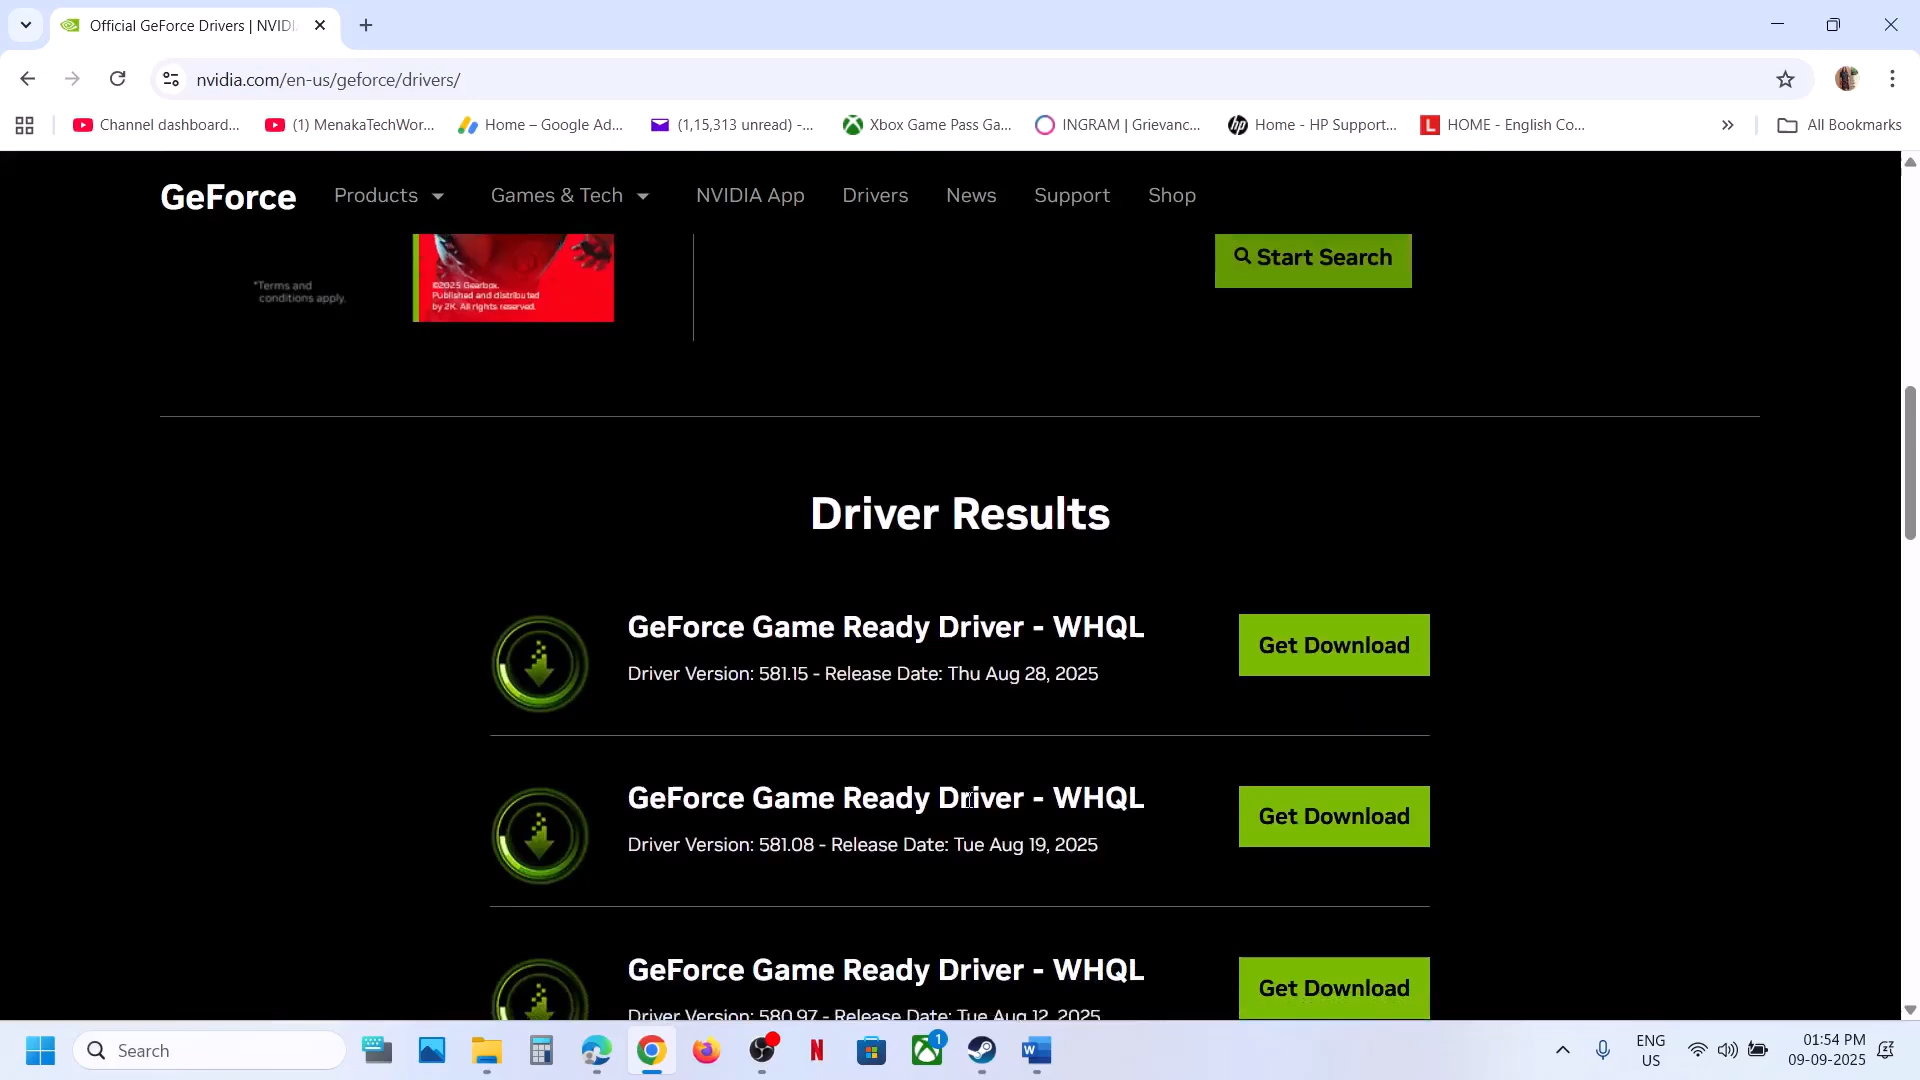 Official GeForce Drivers | NVIDI
nvidia.com/en-us/geforce/drivers/
Channel dashboard...
(1) MenakaTechWor...
Home – Google Ad...
(1,15,313 unread) -...
Xbox Game Pass Ga...
INGRAM | Grievanc...
Home - HP Support...
HOME - English Co...
All Bookmarks
GeForce
Products
Games & Tech
NVIDIA App
Drivers
News
Support
Shop
*Terms and
conditions apply.
©2025 Gearbox.
Published and distributed
by 2K. All rights reserved.
Start Search
Driver Results
GeForce Game Ready Driver - WHQL
Driver Version: 581.15 - Release Date: Thu Aug 28, 2025
Get Download
GeForce Game Ready Driver - WHQL
Driver Version: 581.08 - Release Date: Tue Aug 19, 2025
Get Download
GeForce Game Ready Driver - WHQL
Driver Version: 580.97 - Release Date: Tue Aug 12, 2025
Get Download
Search
1
ENG
US
01:54 PM
09-09-2025